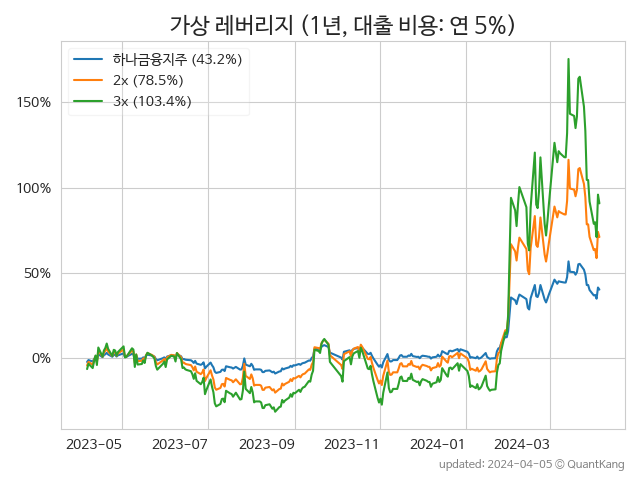 가상 레버리지 (1년, 대출 비용: 연 5%)
하나금융지주 (43.2%)
2x (78.5%)
3x (103.4%)
150%
100%
50%
0%
2023-05 2023-07 2023-09 2023-11 2024-01 2024-03
updated: 2024-04-05 © QuantKang